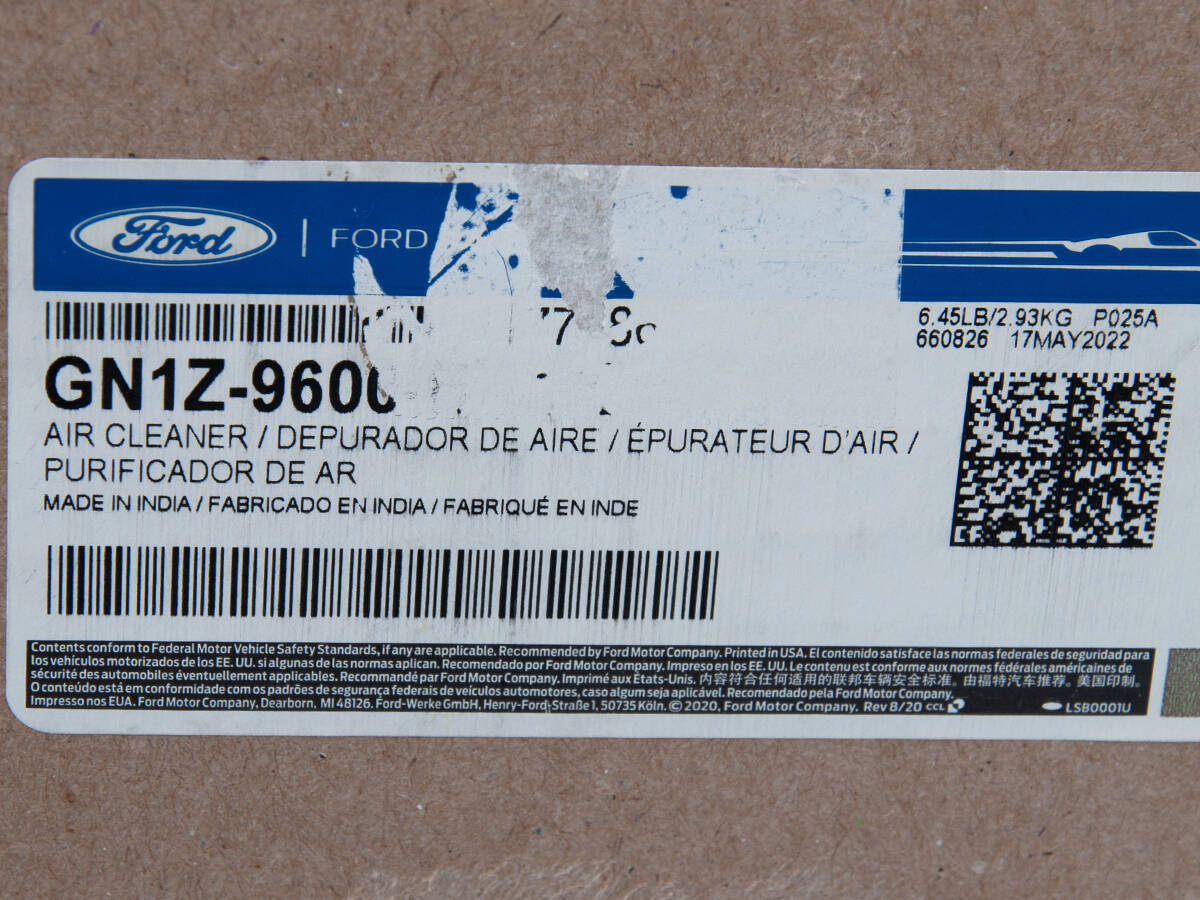 Ford | FORD
6.45LB/2.93KG P025A
660826 17MAY2022
GN1Z-9600
AIR CLEANER / DEPURADOR DE AIRE / ÉPURATEUR D'AIR /
PURIFICADOR DE AR
MADE IN INDIA / FABRICADO EN INDIA / FABRIQUÉ EN INDE
Contents conform to Federal Motor Vehicle Safety Standards, if any are applicable. Recommended by Ford Motor Company. Printed in USA. El contenido satisface las normas federales de seguridad para
los vehículos motorizados de los EE. UU. si algunas de las normas aplican. Recomendado por Ford Motor Company. Impreso en los EE. UU. Le contenu est conforme aux normes fédérales américaines de
sécurité des automobiles éventuellement applicables. Recommandé par Ford Motor Company. Imprimé aux États-Unis. 内容符合任何适用的联邦车辆安全标准。由福特汽车推荐。美国印制。
O conteúdo está em conformidade com os padrões de segurança federais de veículos automotores, caso algum seja aplicável. Recomendado pela Ford Motor Company.
Impresso nos EUA. Ford Motor Company, Dearborn, MI 48126. Ford-Werke GmbH, Henry-Ford-Straße 1, 50735 Köln. © 2020, Ford Motor Company. Rev 8/20 CCL
LSB0001U